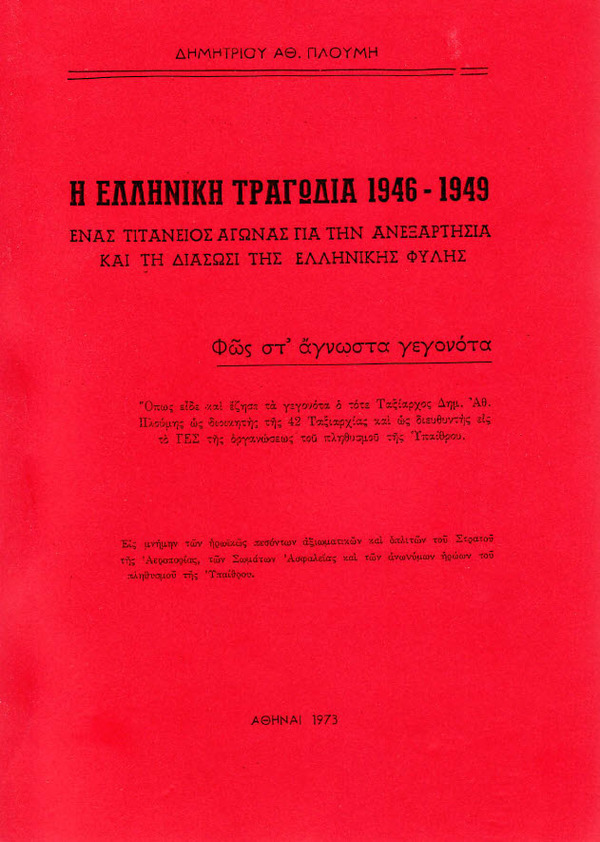 ΔΗΜΗΤΡΙΟΥ ΑΘ. ΠΛΟΥΜΗ
Η ΕΛΛΗΝΙΚΗ ΤΡΑΓΩΔΙΑ 1946 - 1949
ΕΝΑΣ ΤΙΤΑΝΕΙΟΣ ΑΓΩΝΑΣ ΓΙΑ ΤΗΝ ΑΝΕΞΑΡΤΗΣΙΑ
ΚΑΙ ΤΗ ΔΙΑΣΩΣΙ ΤΗΣ ΕΛΛΗΝΙΚΗΣ ΦΥΛΗΣ
Φῶς στ' ἄγνωστα γεγονότα
Ὅπως εἶδε καὶ ἔζησε τὰ γεγονότα ὁ τότε Ταξίαρχος Δημ. Ἀθ.
Πλούμης ὡς διοικητὴς τῆς 42 Ταξιαρχίας καὶ ὡς διευθυντὴς εἰς
τὸ ΓΕΣ τῆς ὀργανώσεως τοῦ πληθυσμοῦ τῆς Ὑπαίθρου.
Εἰς μνήμην τῶν ἡρωϊκῶς πεσόντων ἀξιωματικῶν καὶ ὁπλιτῶν τοῦ Στρατοῦ
τῆς Ἀεροπορίας, τῶν Σωμάτων Ἀσφαλείας καὶ τῶν ἀνωνύμων ἡρώων τοῦ
πληθυσμοῦ τῆς Ὑπαίθρου.
ΑΘΗΝΑΙ 1973